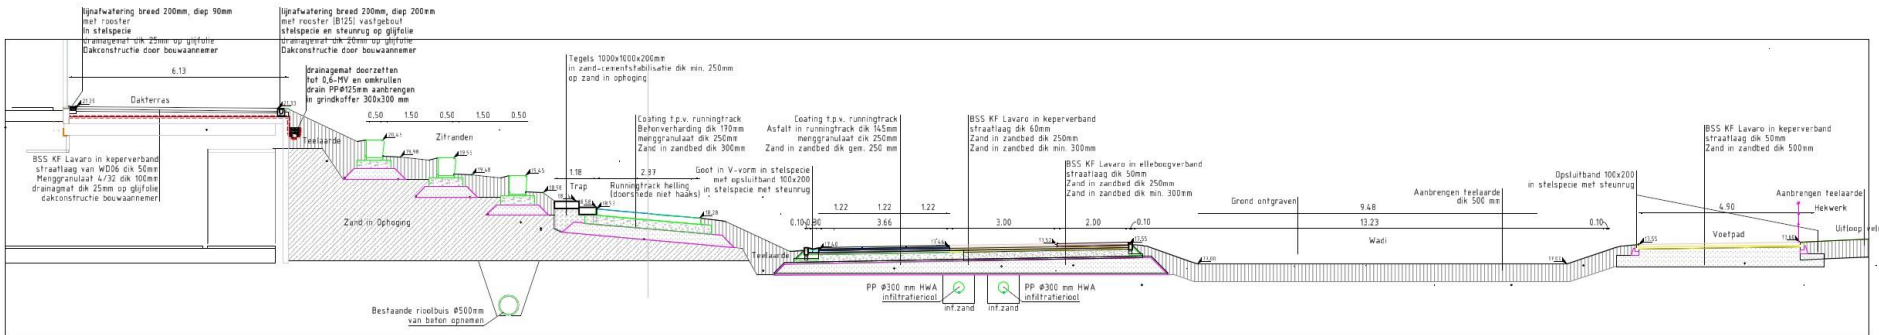 lijnafwatering breed 200mm, diep 90mm
met rooster
In stelspecie
drainagemat dik 25mm op glijfolie
Dakconstructie door bouwaannemer
lijnafwatering breed 200mm, diep 200mm
met rooster (B125) vastgebout
stelspecie en steunrug op glijfolie
drainagemat dik 20mm op glijfolie
Dakconstructie door bouwaannemer
6.13
Dakterras
drainagemat doorzetten
tot 0,6-MV en omkrullen
drain PPØ125mm aanbrengen
in grindkoffer 300x300 mm
Teelaarde
BSS KF Lavaro in keperverband
straatlaag van WD06 dik 50mm
Menggranulaat 4/32 dik 100mm
drainagmat dik 25mm op glijfolie
dakconstructie bouwaannemer
0,50 1,50 0,50 1,50 0,50
Zitranden
Tegels 1000x1000x200mm
in zand-cementstabilisatie dik min. 250mm
op zand in ophoging
Coating t.p.v. runningtrack
Betonverharding dik 170mm
menggranulaat dik 250mm
Zand in zandbed dik 300mm
1.18 2.37
Trap
Runningtrack helling
(doorsnede niet haaks)
Zand in Ophoging
Bestaande rioolbuis Ø500mm
van beton opnemen
Coating t.p.v. runningtrack
Asfalt in runningtrack dik 145mm
menggranulaat dik 250mm
Zand in zandbed dik gem. 250 mm
Goot in V-vorm in stelspecie
met opsluitband 100x200
in stelspecie met steunrug
BSS KF Lavaro in keperverband
straatlaag dik 60mm
Zand in zandbed dik 250mm
Zand in zandbed dik min. 300mm
BSS KF Lavaro in elleboogverband
straatlaag dik 50mm
Zand in zandbed dik 250mm
Zand in zandbed dik min. 300mm
1.22 1.22 1.22
3.66 3.00 2.00 0.10
Teelaarde
PP Ø300 mm HWA
infiltratieriool
inf.zand
inf.zand
PP Ø300 mm HWA
infiltratieriool
Grond ontgraven
9.48
13.23
0.10
Wadi
Aanbrengen teelaarde
dik 500 mm
BSS KF Lavaro in keperverband
straatlaag dik 50mm
Zand in zandbed dik 500mm
Opsluitband 100x200
in stelspecie met steunrug
4.90
Voetpad
Aanbrengen teelaarde
Hekwerk
Uitloop